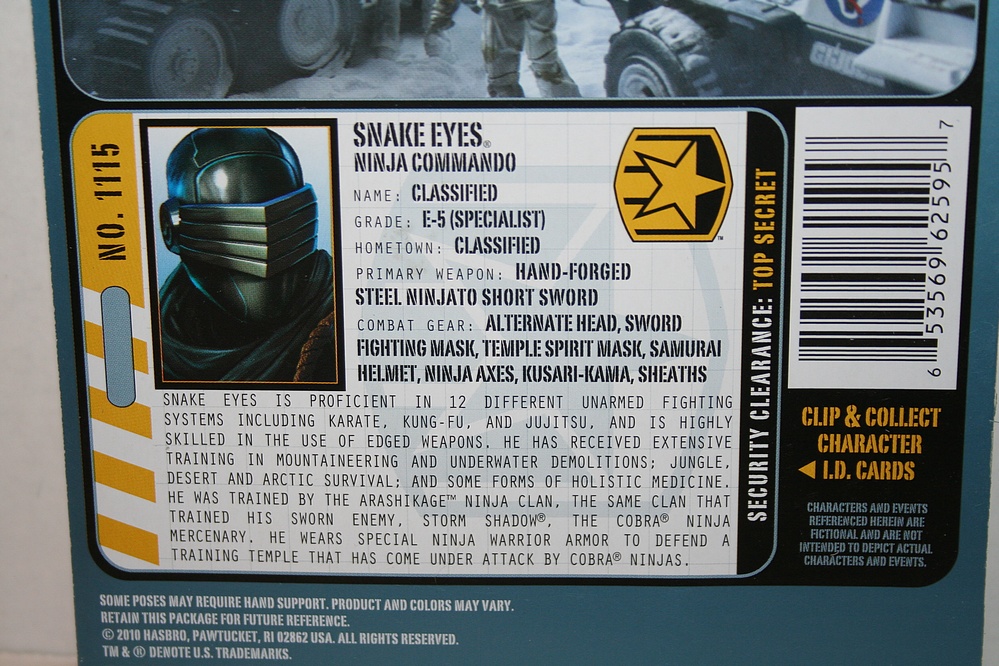 NO. 1115
SNAKE EYES®
NINJA COMMANDO
NAME: CLASSIFIED
GRADE: E-5 (SPECIALIST)
HOMETOWN: CLASSIFIED
PRIMARY WEAPON: HAND-FORGED
STEEL NINJATO SHORT SWORD
COMBAT GEAR: ALTERNATE HEAD, SWORD
FIGHTING MASK, TEMPLE SPIRIT MASK, SAMURAI
HELMET, NINJA AXES, KUSARI-KAMA, SHEATHS
SNAKE EYES IS PROFICIENT IN 12 DIFFERENT UNARMED FIGHTING
SYSTEMS INCLUDING KARATE, KUNG-FU, AND JUJITSU, AND IS HIGHLY
SKILLED IN THE USE OF EDGED WEAPONS. HE HAS RECEIVED EXTENSIVE
TRAINING IN MOUNTAINEERING AND UNDERWATER DEMOLITIONS; JUNGLE,
DESERT AND ARCTIC SURVIVAL; AND SOME FORMS OF HOLISTIC MEDICINE.
HE WAS TRAINED BY THE ARASHIKAGE™ NINJA CLAN, THE SAME CLAN THAT
TRAINED HIS SWORN ENEMY, STORM SHADOW®, THE COBRA® NINJA
MERCENARY. HE WEARS SPECIAL NINJA WARRIOR ARMOR TO DEFEND A
TRAINING TEMPLE THAT HAS COME UNDER ATTACK BY COBRA® NINJAS.
™
SECURITY CLEARANCE: TOP SECRET
6 53569 62595 7
CLIP & COLLECT
CHARACTER
I.D. CARDS
CHARACTERS AND EVENTS
REFERENCED HEREIN ARE
FICTIONAL AND ARE NOT
INTENDED TO DEPICT ACTUAL
CHARACTERS AND EVENTS.
SOME POSES MAY REQUIRE HAND SUPPORT. PRODUCT AND COLORS MAY VARY.
RETAIN THIS PACKAGE FOR FUTURE REFERENCE.
© 2010 HASBRO, PAWTUCKET, RI 02862 USA. ALL RIGHTS RESERVED.
TM & ® DENOTE U.S. TRADEMARKS.